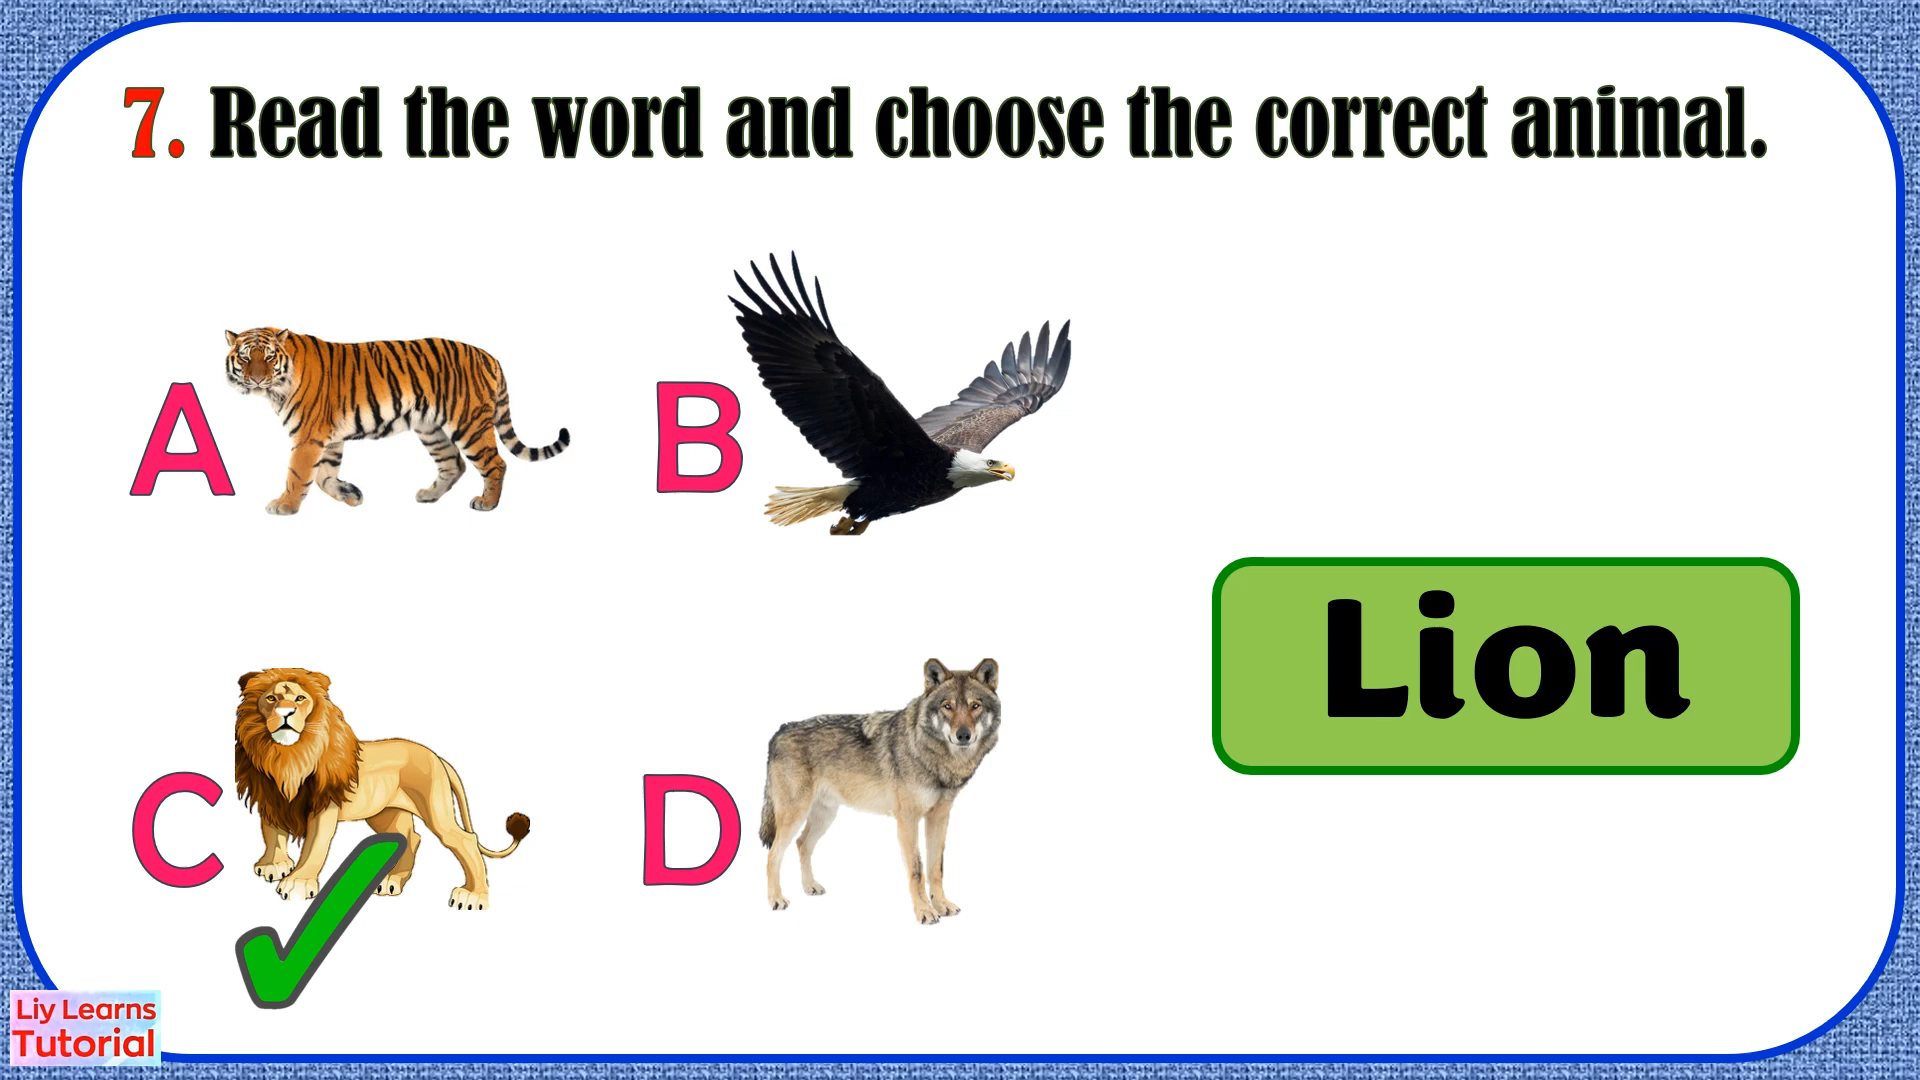 7. Read the word and choose the correct animal.
A
B
Lion
C
D
Liy Learns
Tutorial